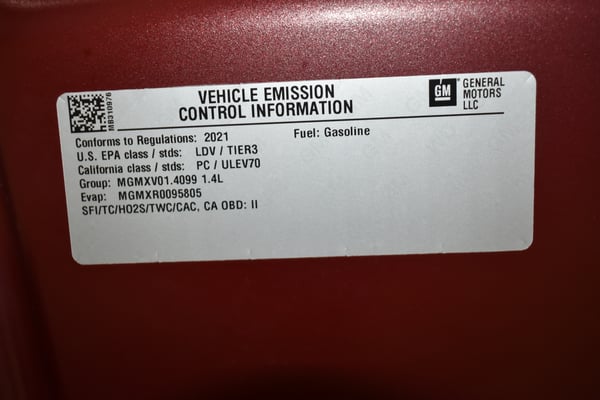 MB310976
VEHICLE EMISSION
CONTROL INFORMATION
GM
GENERAL
MOTORS
LLC
Conforms to Regulations: 2021 Fuel: Gasoline
U.S. EPA class / stds: LDV / TIER3
California class / stds: PC / ULEV70
Group: MGMXV01.4099 1.4L
Evap: MGMXR0095805
SFI/TC/HO2S/TWC/CAC, CA OBD: II